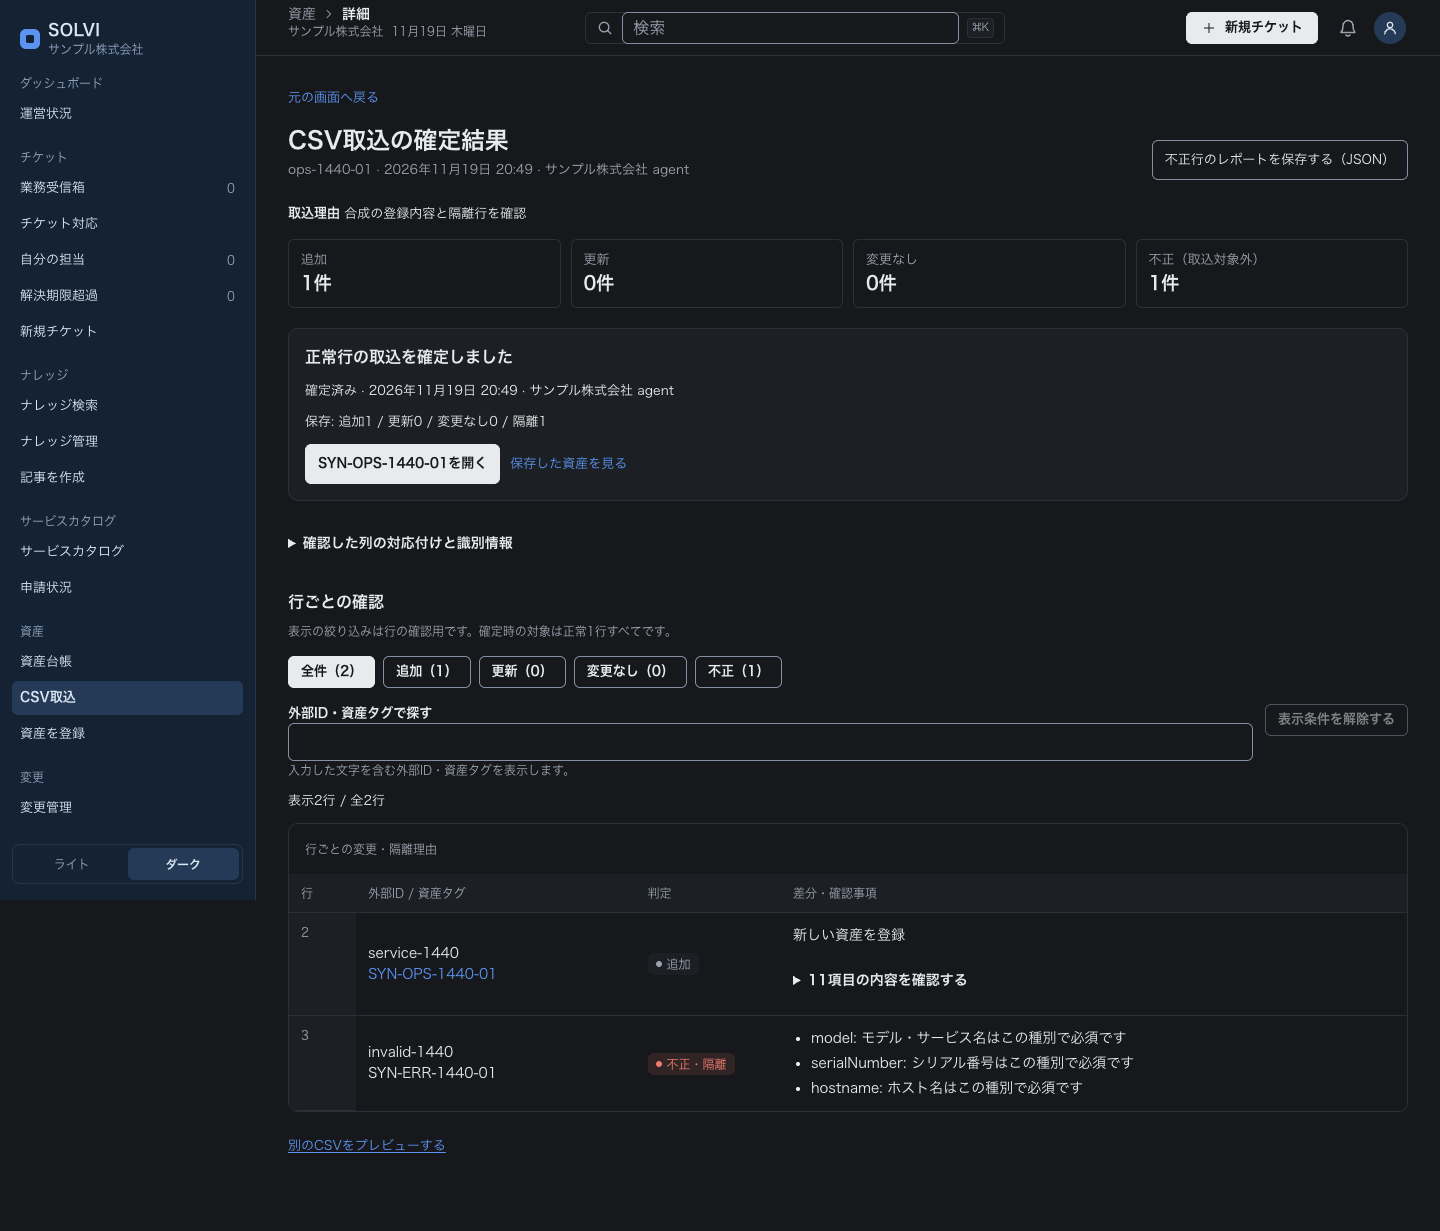 SOLVI
サンプル株式会社
ダッシュボード
運営状況
チケット
業務受信箱 0
チケット対応
自分の担当 0
解決期限超過 0
新規チケット
ナレッジ
ナレッジ検索
ナレッジ管理
記事を作成
サービスカタログ
サービスカタログ
申請状況
資産
資産台帳
CSV取込
資産を登録
変更
変更管理
ライト ダーク
資産 > 詳細
サンプル株式会社 11月19日 木曜日
検索 ⌘K
+ 新規チケット
元の画面へ戻る
CSV取込の確定結果
ops-1440-01 · 2026年11月19日 20:49 · サンプル株式会社 agent
不正行のレポートを保存する（JSON）
取込理由 合成の登録内容と隔離行を確認
追加
1件
更新
0件
変更なし
0件
不正（取込対象外）
1件
正常行の取込を確定しました
確定済み · 2026年11月19日 20:49 · サンプル株式会社 agent
保存: 追加1 / 更新0 / 変更なし0 / 隔離1
SYN-OPS-1440-01を開く 保存した資産を見る
▶ 確認した列の対応付けと識別情報
行ごとの確認
表示の絞り込みは行の確認用です。確定時の対象は正常1行すべてです。
全件（2） 追加（1） 更新（0） 変更なし（0） 不正（1）
外部ID・資産タグで探す
表示条件を解除する
入力した文字を含む外部ID・資産タグを表示します。
表示2行 / 全2行
行ごとの変更・隔離理由
行 外部ID / 資産タグ 判定 差分・確認事項
2
service-1440
SYN-OPS-1440-01
追加
新しい資産を登録
▶ 11項目の内容を確認する
3
invalid-1440
SYN-ERR-1440-01
不正・隔離
• model: モデル・サービス名はこの種別で必須です
• serialNumber: シリアル番号はこの種別で必須です
• hostname: ホスト名はこの種別で必須です
別のCSVをプレビューする